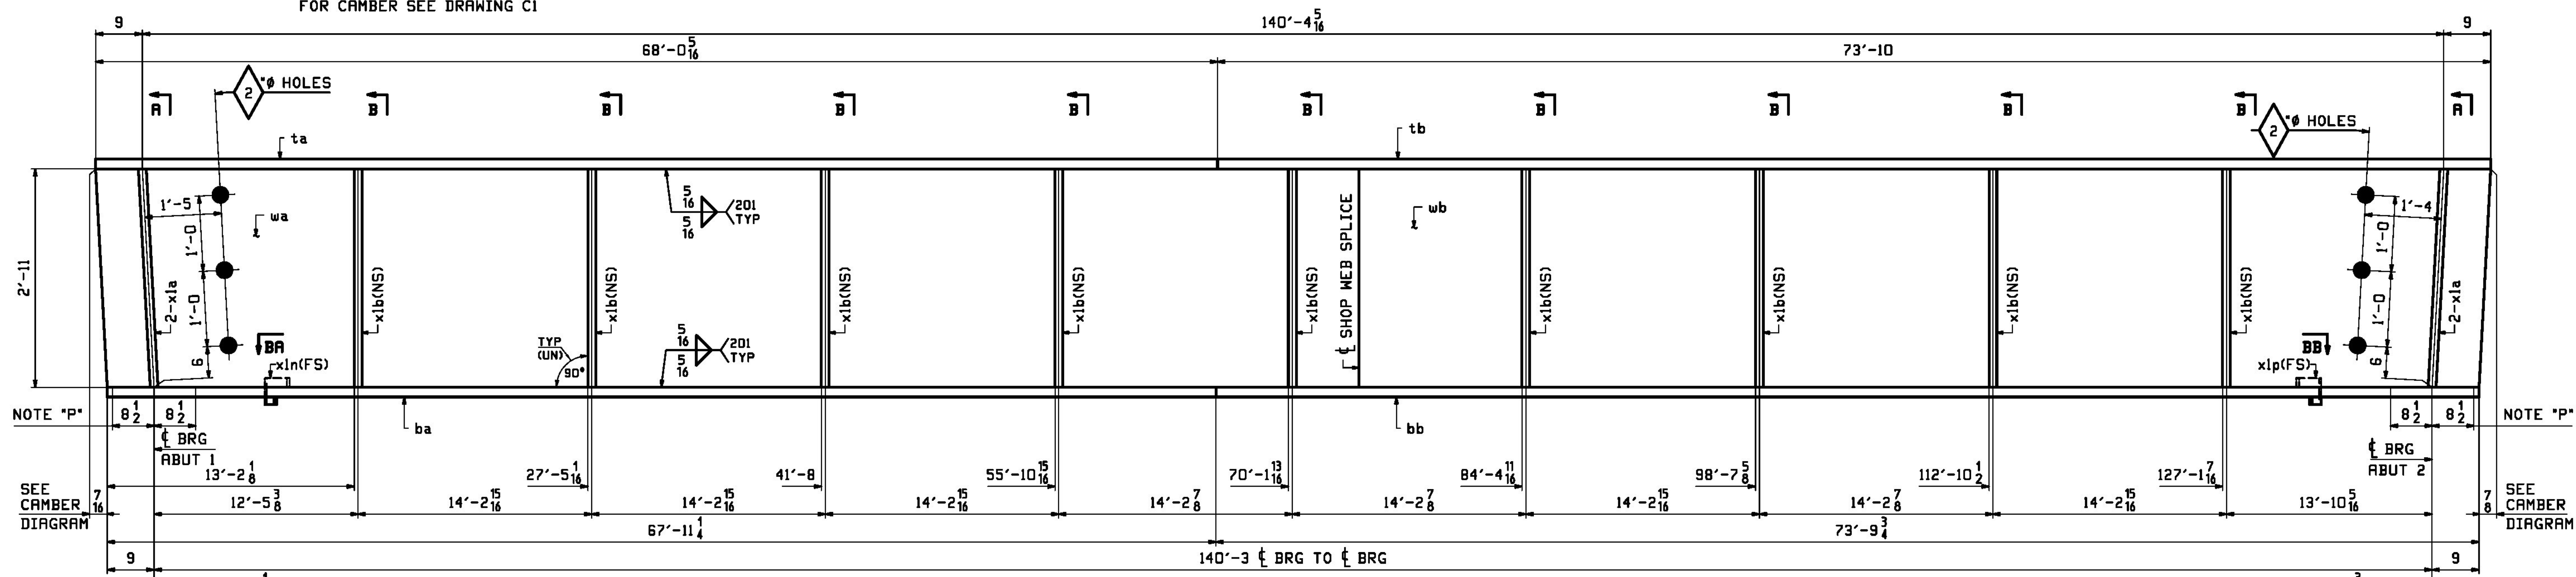 FOR CAMBER SEE DRAWING C1
9 140'-4 5/16 9
68'-0 5/16 73'-10
2 "Ø HOLES
A B B B B B B B B B A
2 "Ø HOLES
ta tb
2'-11
1'-5 1'-0 1'-0 6
wa
2-x1a
BA
x1n(FS)
x1b(NS) x1b(NS) x1b(NS) x1b(NS) x1b(NS)
5/16 5/16 201 TYP
5/16 5/16 201 TYP
TYP (UN) 90°
℄ SHOP WEB SPLICE
wb
x1b(NS) x1b(NS) x1b(NS) x1b(NS)
1'-4 1'-0 1'-0 6
2-x1a
BB
x1p(FS)
NOTE "P" 8 1/2 8 1/2
ba bb
8 1/2 8 1/2 NOTE "P"
℄ BRG
ABUT 1
℄ BRG
ABUT 2
13'-2 1/8 27'-5 1/16 41'-8 55'-10 15/16 70'-1 13/16 84'-4 11/16 98'-7 5/8 112'-10 1/2 127'-1 7/16
SEE
CAMBER
DIAGRAM
7/16 12'-5 3/8 14'-2 15/16 14'-2 15/16 14'-2 15/16 14'-2 7/8 14'-2 7/8 14'-2 15/16 14'-2 7/8 14'-2 15/16 13'-10 5/16 7/8
SEE
CAMBER
DIAGRAM
67'-11 1/4 73'-9 3/4
9 140'-3 ℄ BRG TO ℄ BRG 9